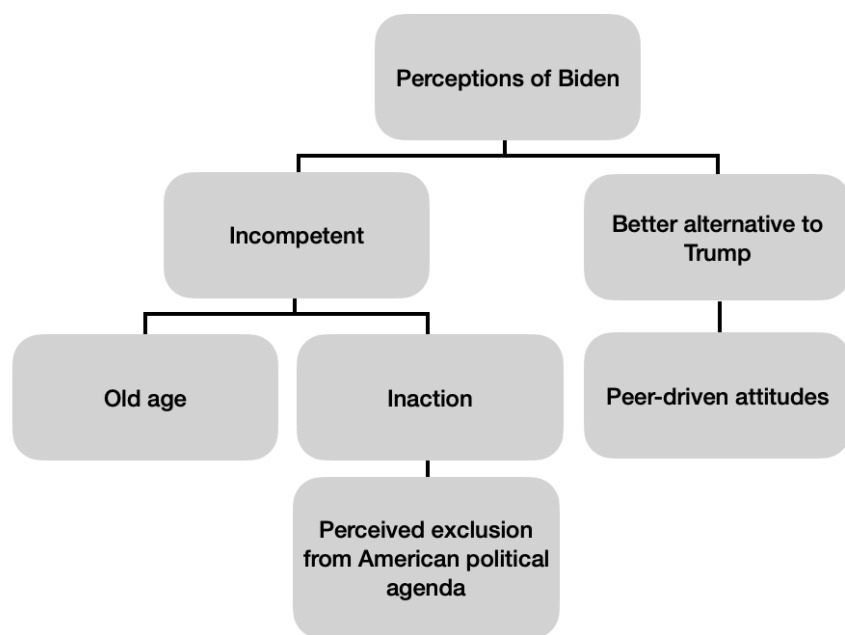 Perceptions of Biden
Incompetent
Better alternative to
Trump
Old age
Inaction
Peer-driven attitudes
Perceived exclusion
from American political
agenda